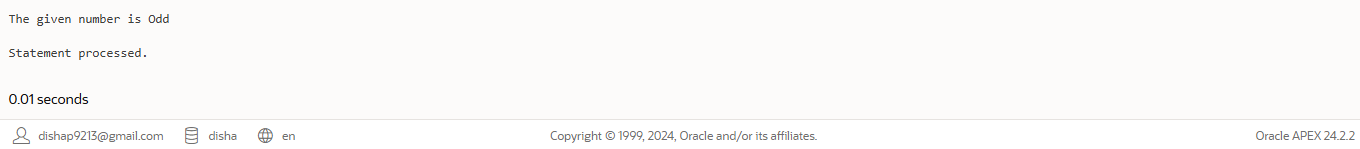 The given number is Odd
Statement processed.
0.01 seconds
dishap9213@gmail.com disha en Copyright © 1999, 2024, Oracle and/or its affiliates. Oracle APEX 24.2.2